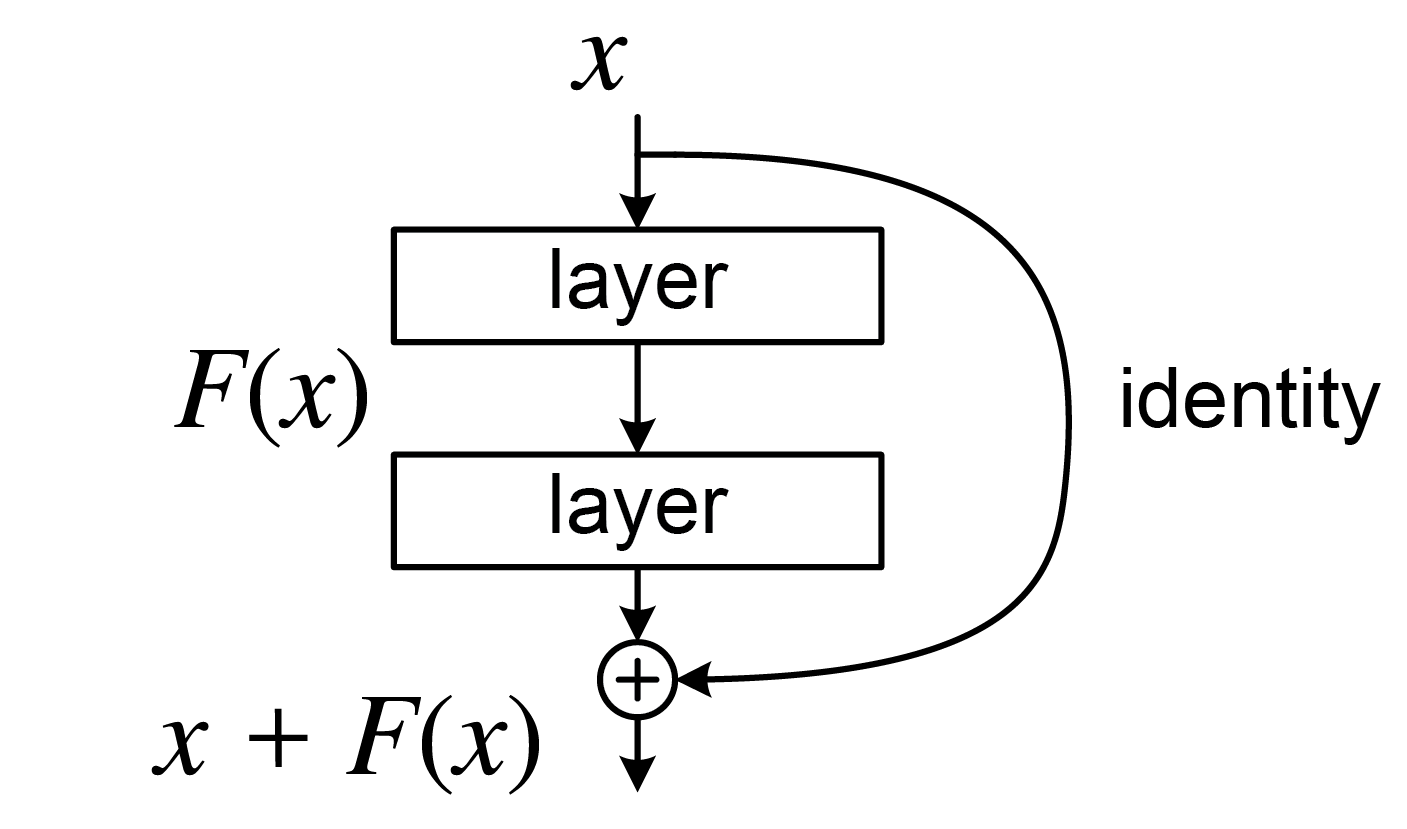 x
layer
F(x)
identity
layer
x + F(x)